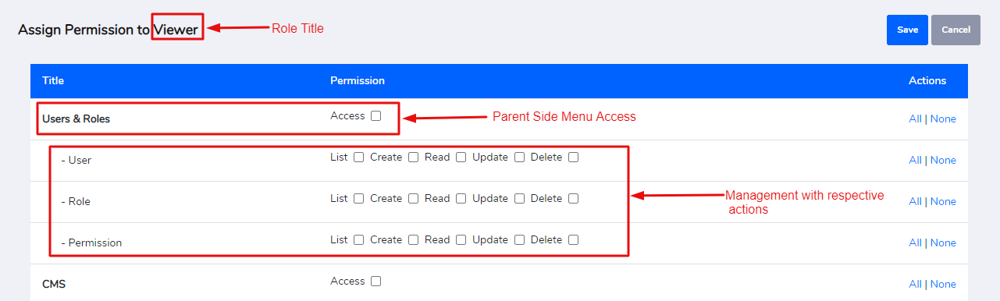 Assign Permission to Viewer Role Title Save Cancel
Title Permission Actions
Users & Roles Access Parent Side Menu Access All | None
- User List Create Read Update Delete All | None
- Role List Create Read Update Delete Management with respective All | None
actions
- Permission List Create Read Update Delete All | None
CMS Access All | None